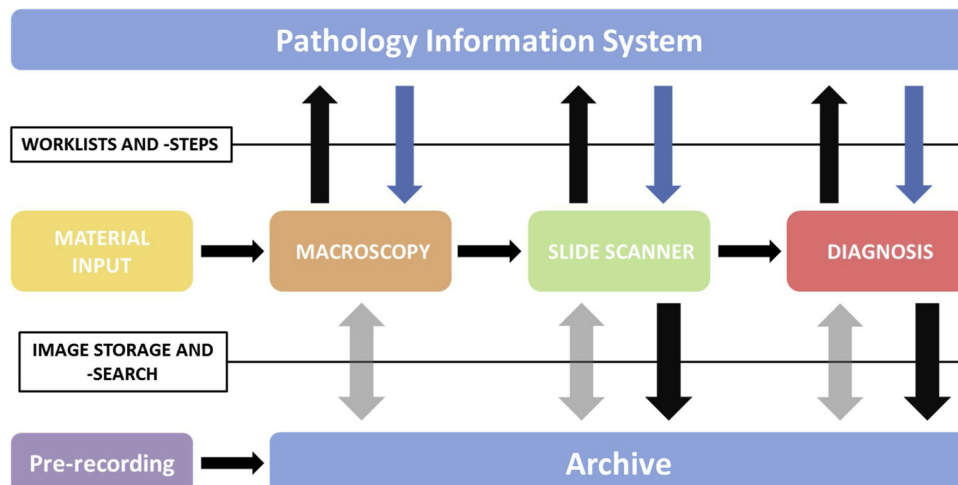 Pathology Information System
WORKLISTS AND -STEPS
MATERIAL
INPUT
MACROSCOPY
SLIDE SCANNER
DIAGNOSIS
IMAGE STORAGE AND
-SEARCH
Pre-recording
Archive